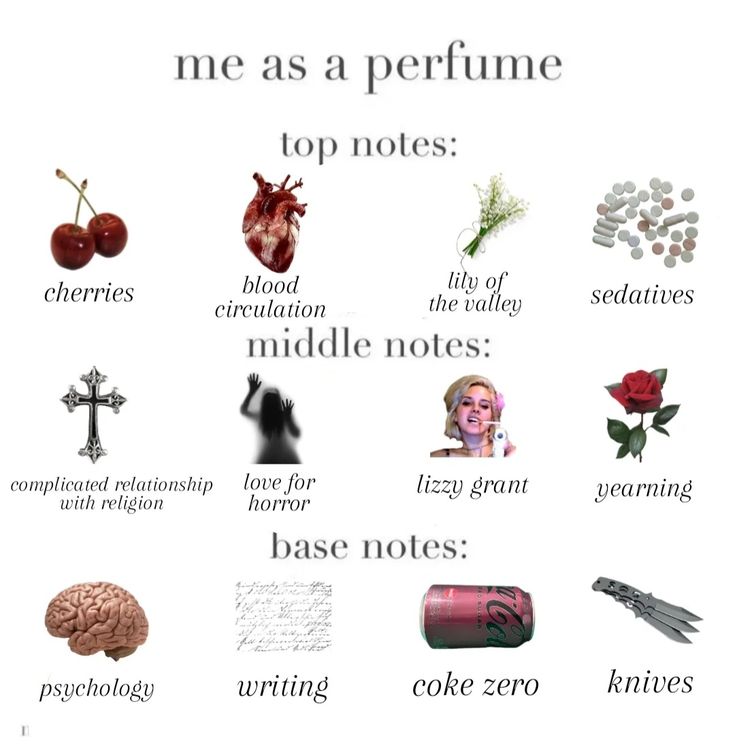 me as a perfume
top notes:
cherries
blood
circulation
lily of
the valley
sedatives
middle notes:
complicated relationship
with religion
love for
horror
lizzy grant
yearning
base notes:
psychology
writing
coke zero
knives